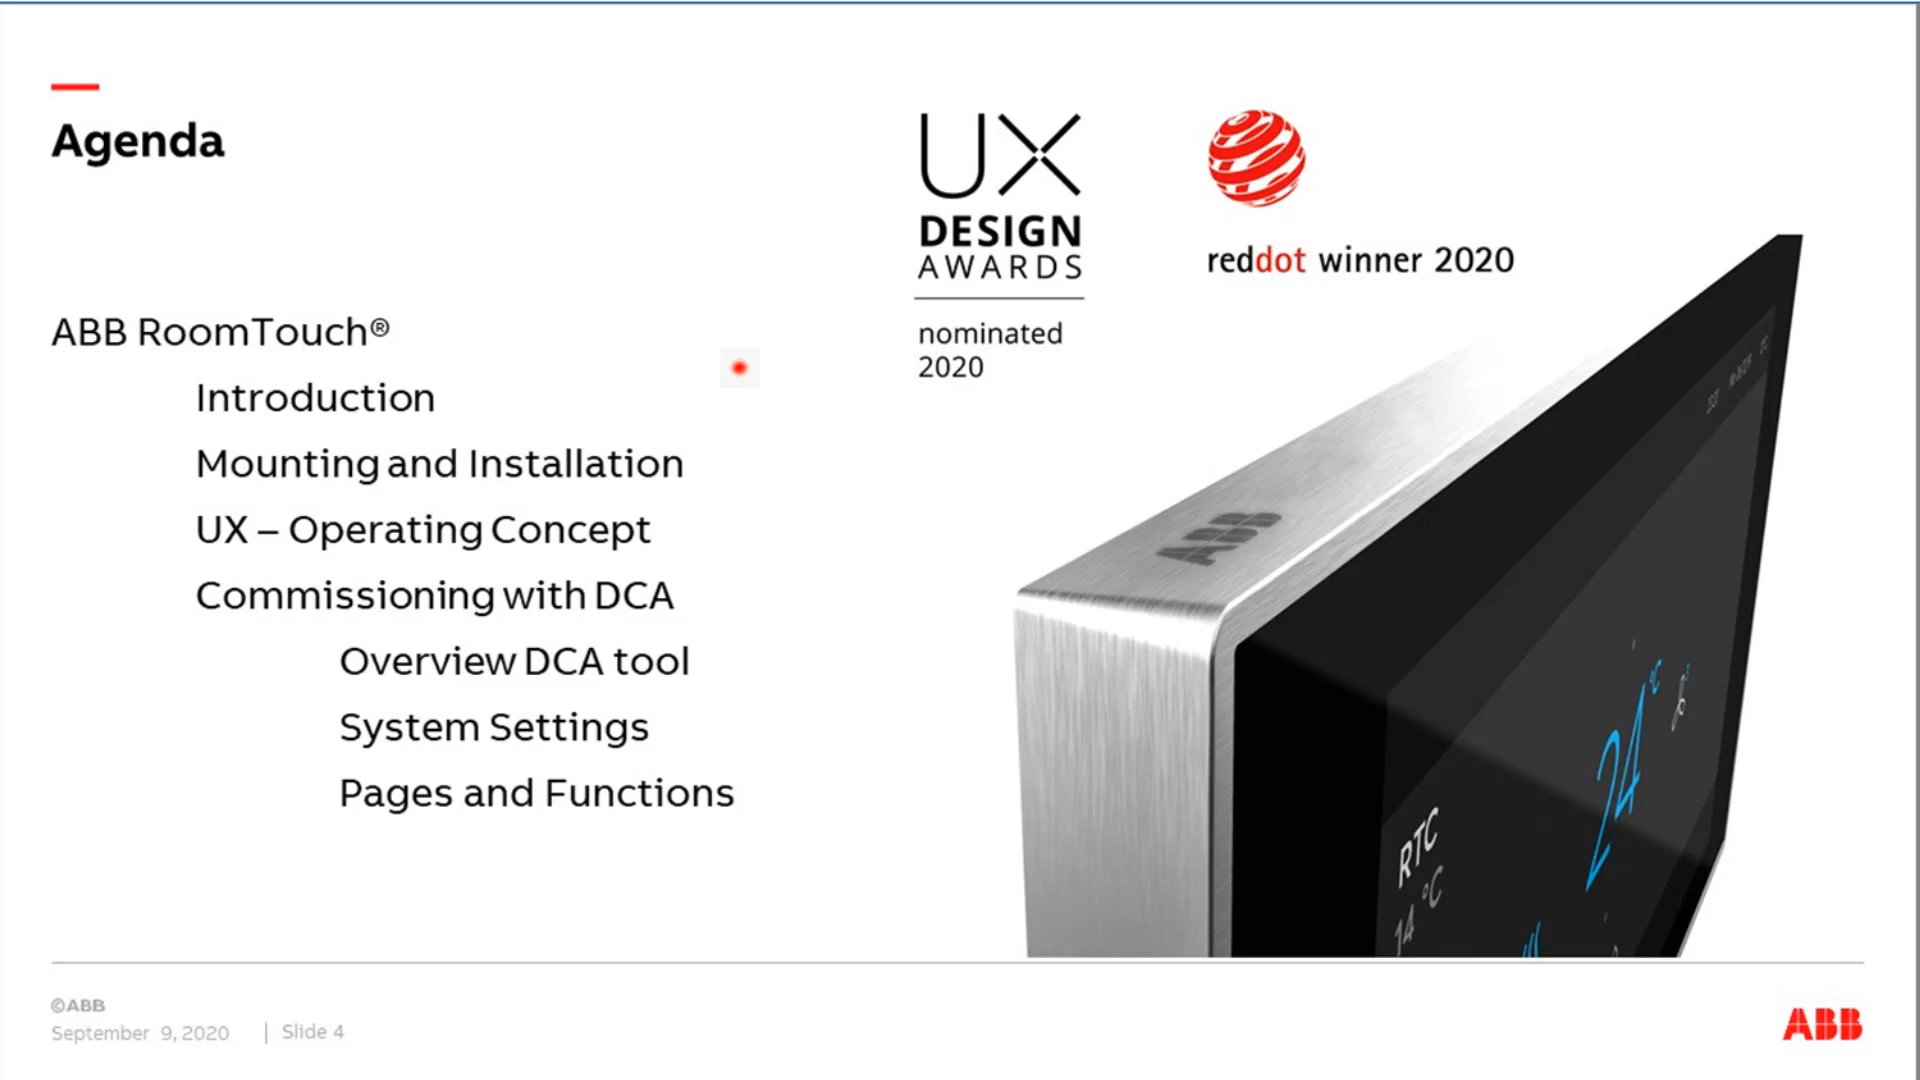 Agenda
UX
DESIGN
AWARDS
nominated
2020
reddot winner 2020
ABB RoomTouch®
Introduction
Mounting and Installation
UX – Operating Concept
Commissioning with DCA
Overview DCA tool
System Settings
Pages and Functions
ABB
24 °C
RTC
14 °C
©ABB
September 9, 2020 | Slide 4
ABB